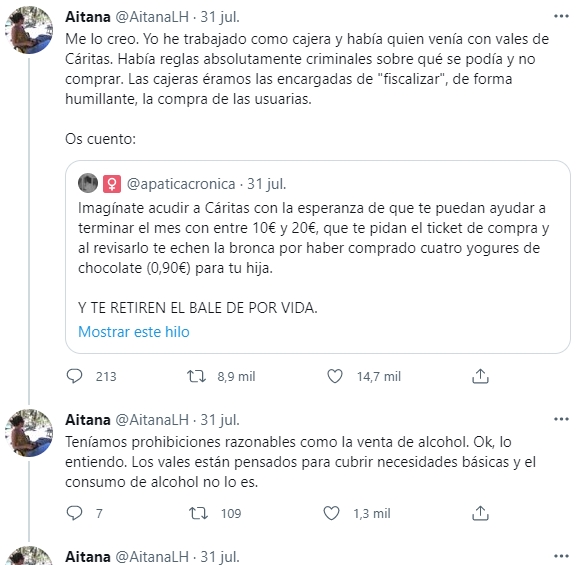 Aitana @AitanaLH · 31 jul.
Me lo creo. Yo he trabajado como cajera y había quien venía con vales de
Cáritas. Había reglas absolutamente criminales sobre qué se podía y no
comprar. Las cajeras éramos las encargadas de "fiscalizar", de forma
humillante, la compra de las usuarias.
Os cuento:
@apaticacronica · 31 jul.
Imagínate acudir a Cáritas con la esperanza de que te puedan ayudar a
terminar el mes con entre 10€ y 20€, que te pidan el ticket de compra y
al revisarlo te echen la bronca por haber comprado cuatro yogures de
chocolate (0,90€) para tu hija.
Y TE RETIREN EL BALE DE POR VIDA.
Mostrar este hilo
213 8,9 mil 14,7 mil
Aitana @AitanaLH · 31 jul.
Teníamos prohibiciones razonables como la venta de alcohol. Ok, lo
entiendo. Los vales están pensados para cubrir necesidades básicas y el
consumo de alcohol no lo es.
7 109 1,3 mil
Aitana @AitanaLH · 31 jul.